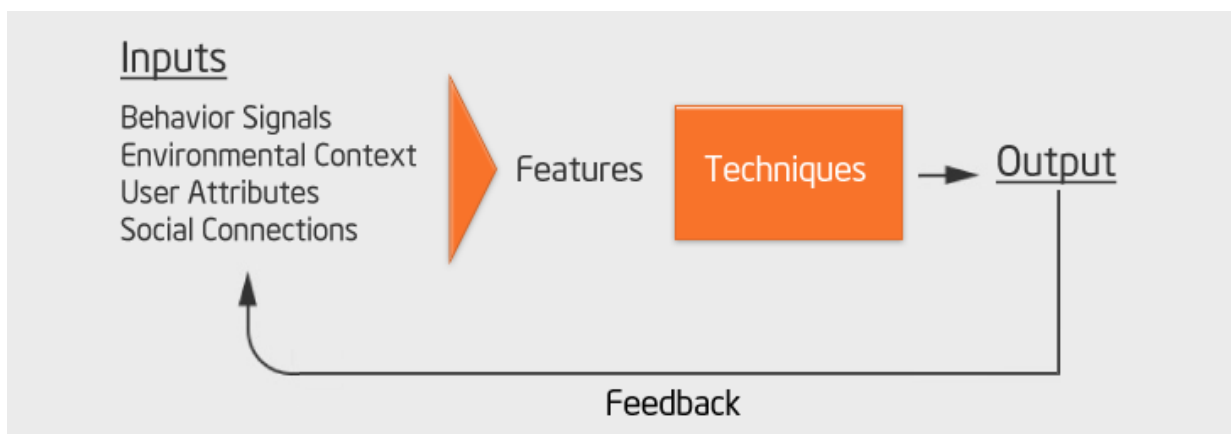 Inputs
Behavior Signals
Environmental Context
User Attributes
Social Connections
Features
Techniques
Output
Feedback